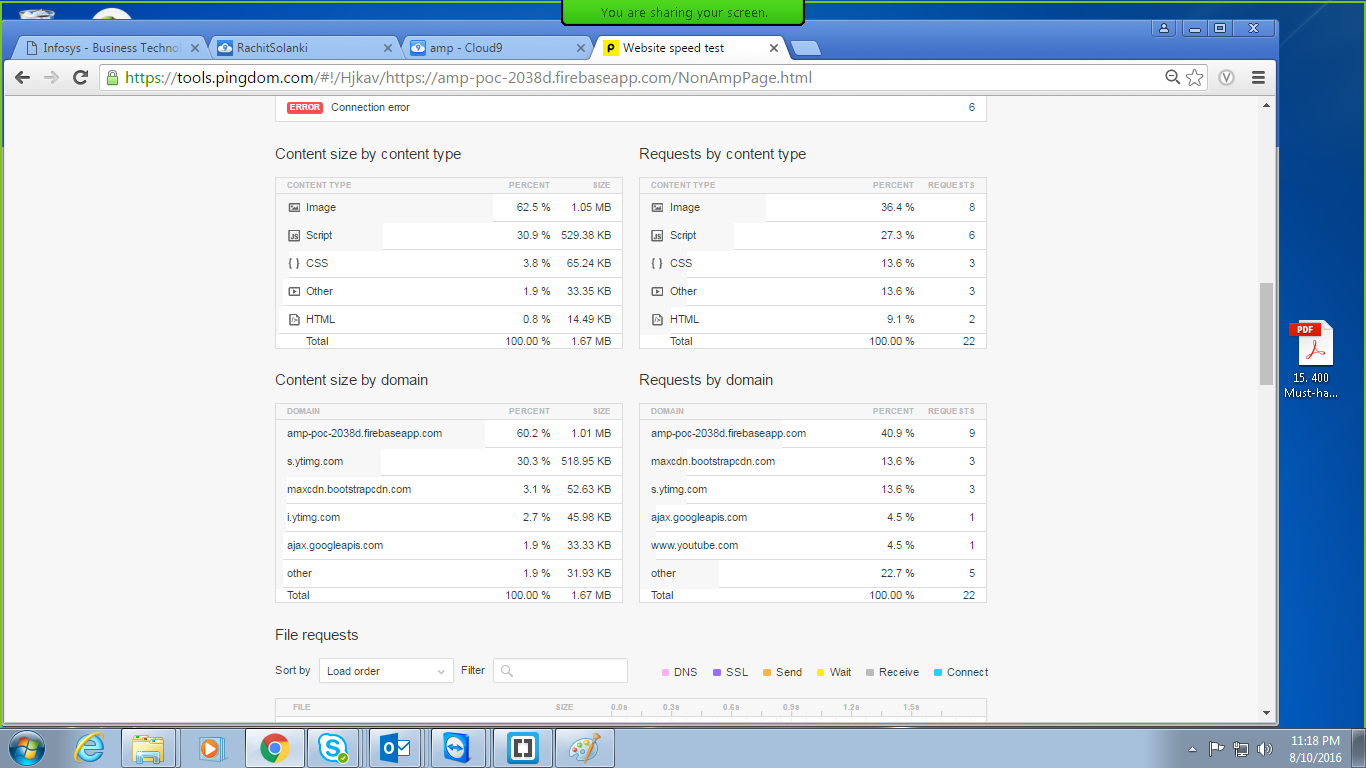 You are sharing your screen.
Infosys - Business Technol
RachitSolanki
amp - Cloud9
Website speed test
https://tools.pingdom.com/#!/Hjkav/https://amp-poc-2038d.firebaseapp.com/NonAmpPage.html
ERROR Connection error 6
Content size by content type
CONTENT TYPE PERCENT SIZE
Image 62.5 % 1.05 MB
JS Script 30.9 % 529.38 KB
{ } CSS 3.8 % 65.24 KB
Other 1.9 % 33.35 KB
HTML 0.8 % 14.49 KB
Total 100.00 % 1.67 MB
Requests by content type
CONTENT TYPE PERCENT REQUESTS
Image 36.4 % 8
JS Script 27.3 % 6
{ } CSS 13.6 % 3
Other 13.6 % 3
HTML 9.1 % 2
Total 100.00 % 22
Content size by domain
DOMAIN PERCENT SIZE
amp-poc-2038d.firebaseapp.com 60.2 % 1.01 MB
s.ytimg.com 30.3 % 518.95 KB
maxcdn.bootstrapcdn.com 3.1 % 52.63 KB
i.ytimg.com 2.7 % 45.98 KB
ajax.googleapis.com 1.9 % 33.33 KB
other 1.9 % 31.93 KB
Total 100.00 % 1.67 MB
Requests by domain
DOMAIN PERCENT REQUESTS
amp-poc-2038d.firebaseapp.com 40.9 % 9
maxcdn.bootstrapcdn.com 13.6 % 3
s.ytimg.com 13.6 % 3
ajax.googleapis.com 4.5 % 1
www.youtube.com 4.5 % 1
other 22.7 % 5
Total 100.00 % 22
File requests
Sort by Load order Filter
DNS SSL Send Wait Receive Connect
FILE SIZE 0.0s 0.3s 0.6s 0.9s 1.2s 1.5s
PDF
15. 400
Must-ha...
11:18 PM
8/10/2016